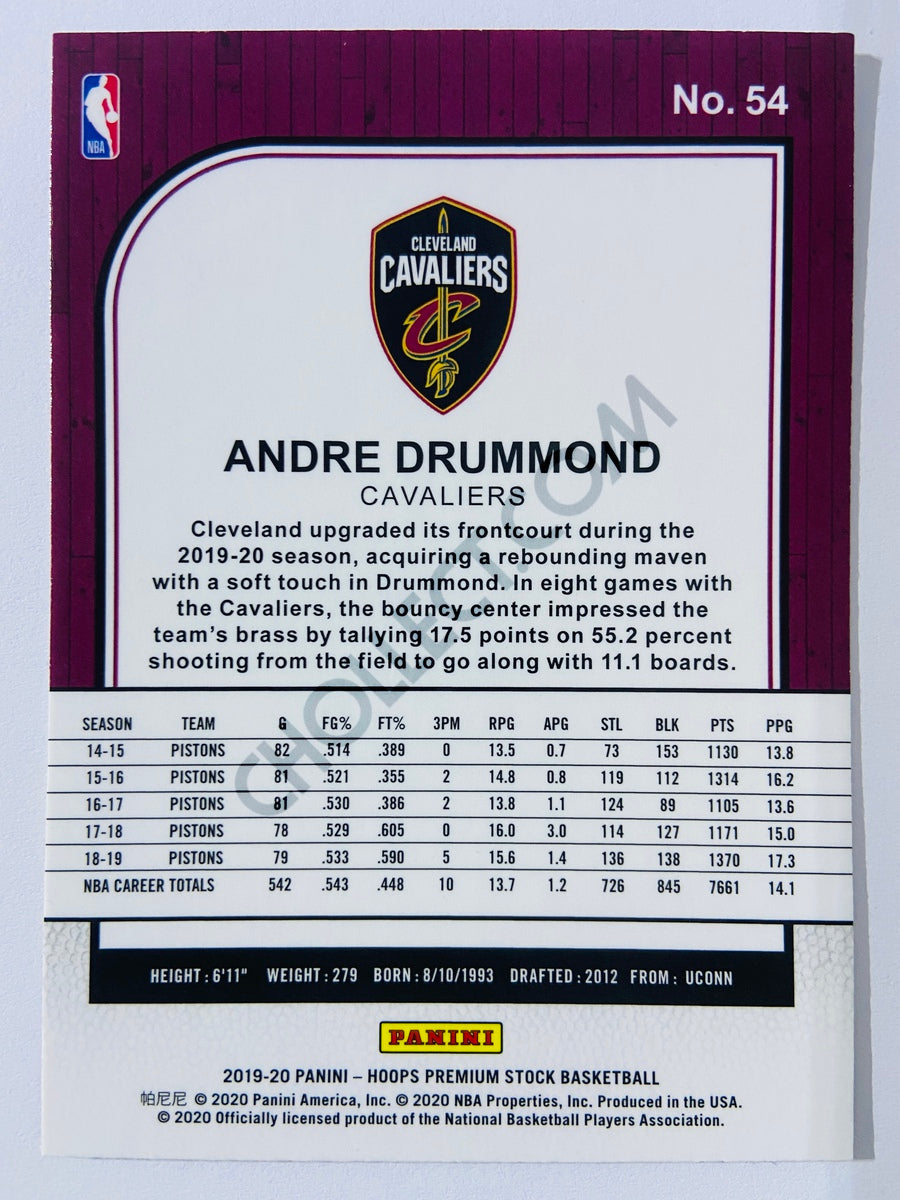 No. 54
NBA
CLEVELAND
CAVALIERS
ANDRE DRUMMOND
CAVALIERS
Cleveland upgraded its frontcourt during the
2019-20 season, acquiring a rebounding maven
with a soft touch in Drummond. In eight games with
the Cavaliers, the bouncy center impressed the
team's brass by tallying 17.5 points on 55.2 percent
shooting from the field to go along with 11.1 boards.
CHOLLECT.COM
SEASON TEAM G FG% FT% 3PM RPG APG STL BLK PTS PPG
14-15 PISTONS 82 .514 .389 0 13.5 0.7 73 153 1130 13.8
15-16 PISTONS 81 .521 .355 2 14.8 0.8 119 112 1314 16.2
16-17 PISTONS 81 .530 .386 2 13.8 1.1 124 89 1105 13.6
17-18 PISTONS 78 .529 .605 0 16.0 3.0 114 127 1171 15.0
18-19 PISTONS 79 .533 .590 5 15.6 1.4 136 138 1370 17.3
NBA CAREER TOTALS 542 .543 .448 10 13.7 1.2 726 845 7661 14.1
HEIGHT: 6'11" WEIGHT: 279 BORN: 8/10/1993 DRAFTED: 2012 FROM: UCONN
PANINI
2019-20 PANINI – HOOPS PREMIUM STOCK BASKETBALL
帕尼尼 © 2020 Panini America, Inc. © 2020 NBA Properties, Inc. Produced in the USA.
© 2020 Officially licensed product of the National Basketball Players Association.